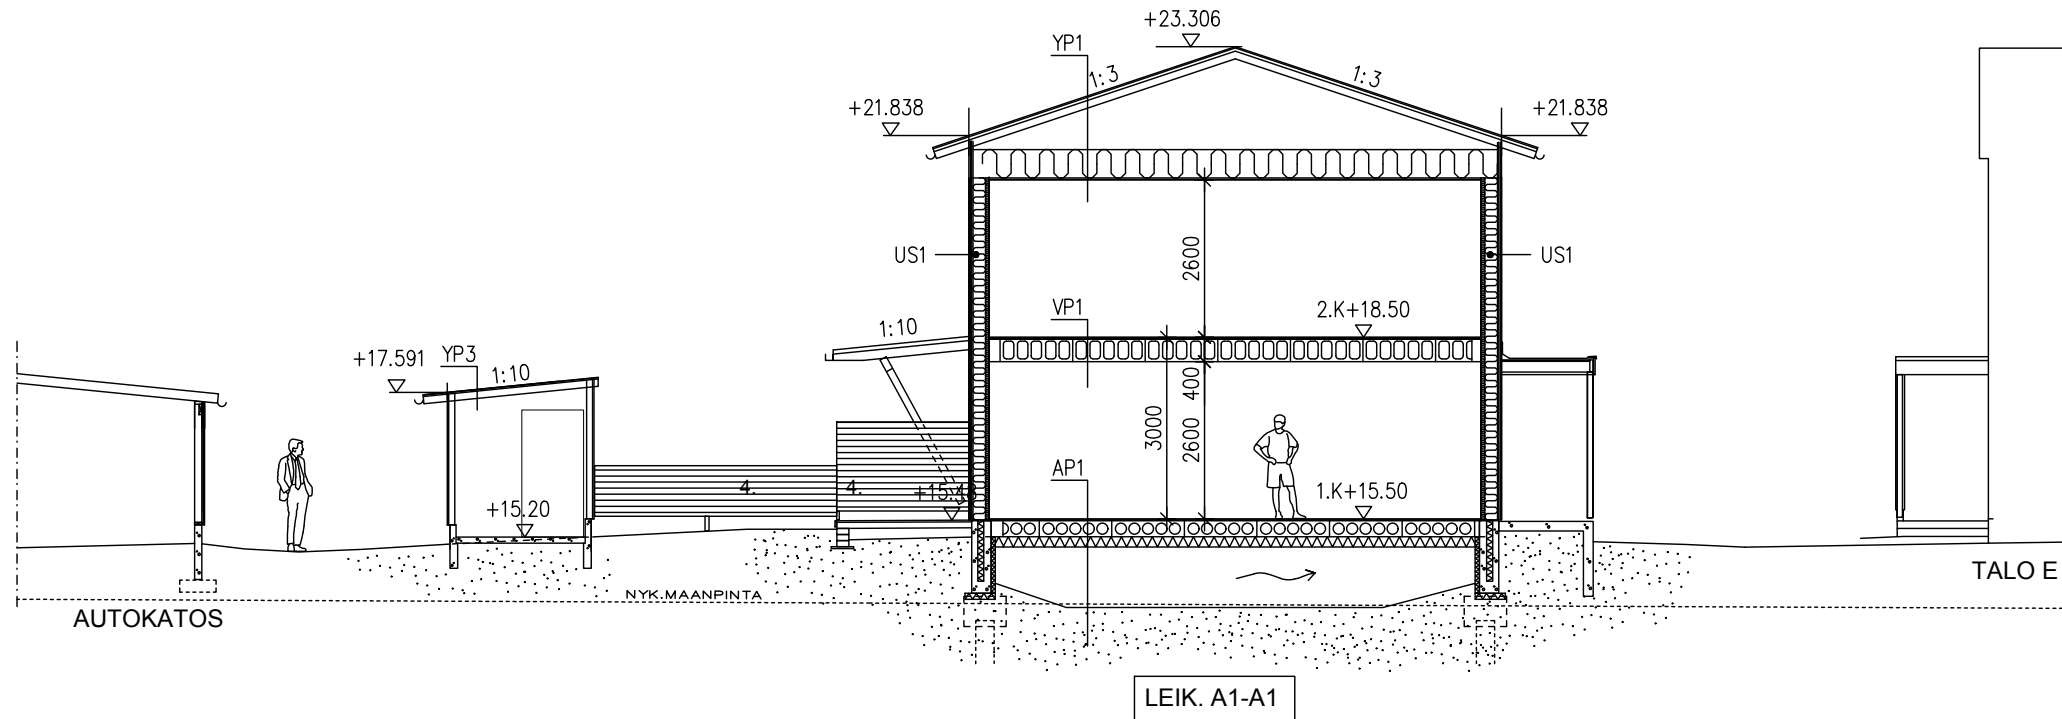 +23.306
YP1
1:3
1:3
+21.838
+21.838
US1
2600
US1
VP1
2.K+18.50
1:10
+17.591
YP3
1:10
400
3000
2600
AP1
1.K+15.50
4.
4.
+15.20
NYK.MAANPINTA
TALO E
AUTOKATOS
LEIK. A1-A1